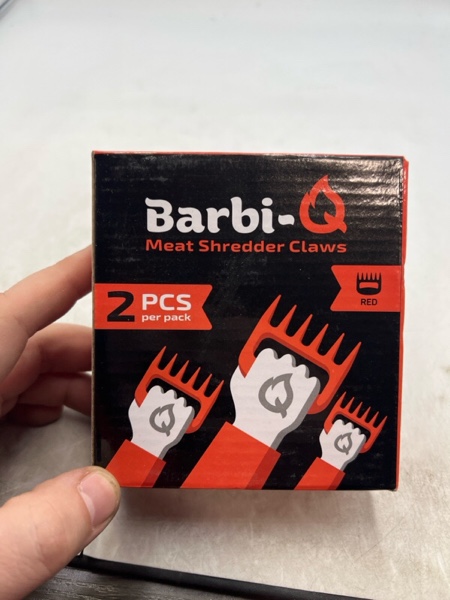 Barbi-Q
Meat Shredder Claws
2 PCS
per pack
RED